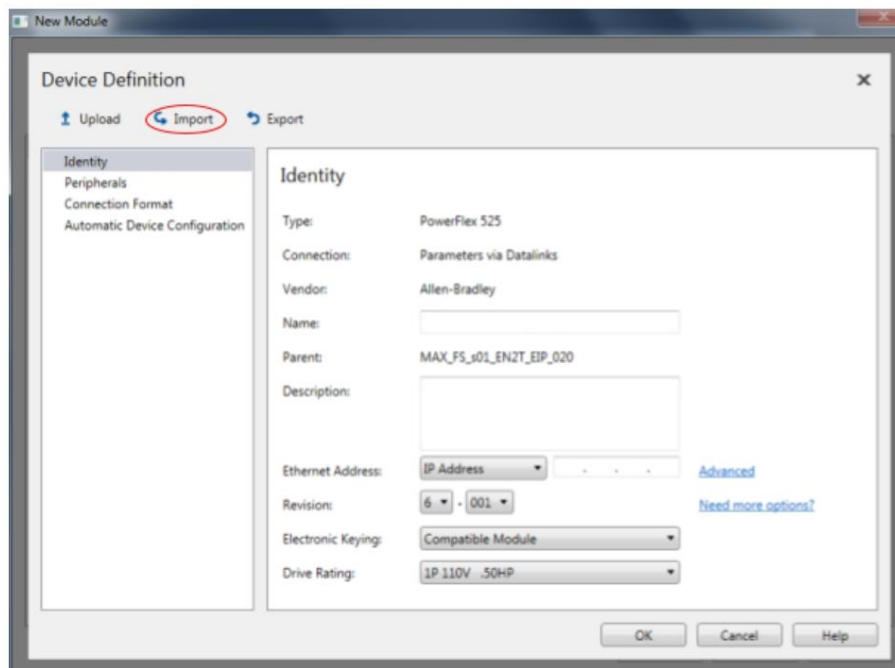 New Module
Device Definition
Upload Import Export
Identity
Peripherals
Connection Format
Automatic Device Configuration
Identity
Type: PowerFlex 525
Connection: Parameters via Datalinks
Vendor: Allen-Bradley
Name:
Parent: MAX_FS_s01_EN2T_EIP_020
Description:
Ethernet Address: IP Address . . . Advanced
Revision: 6 - 001 Need more options?
Electronic Keying: Compatible Module
Drive Rating: 1P 110V .50HP
OK Cancel Help